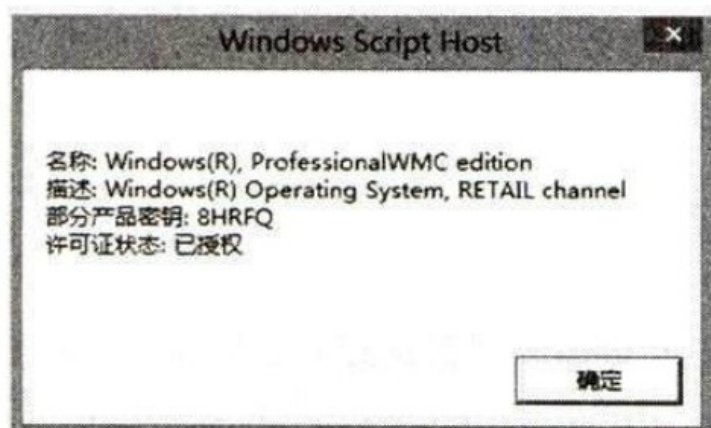 Windows Script Host
名称: Windows(R), ProfessionalWMC edition
描述: Windows(R) Operating System, RETAIL channel
部分产品密钥: 8HRFQ
许可证状态: 已授权
确定